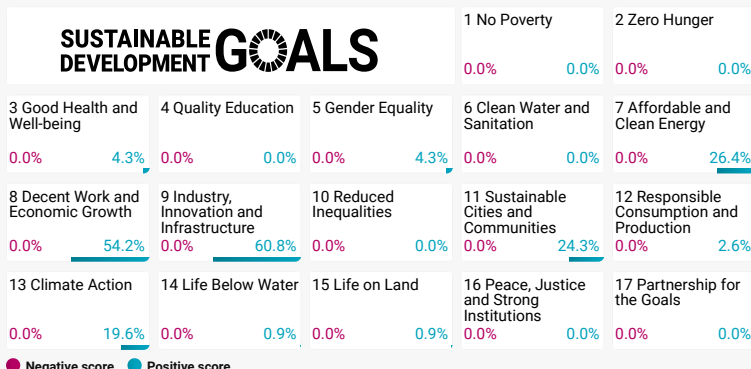 SUSTAINABLE
DEVELOPMENT
GOALS
1 No Poverty
0.0% 0.0%
2 Zero Hunger
0.0% 0.0%
3 Good Health and
Well-being
0.0% 4.3%
4 Quality Education
0.0% 0.0%
5 Gender Equality
0.0% 4.3%
6 Clean Water and
Sanitation
0.0% 0.0%
7 Affordable and
Clean Energy
0.0% 26.4%
8 Decent Work and
Economic Growth
0.0% 54.2%
9 Industry,
Innovation and
Infrastructure
0.0% 60.8%
10 Reduced
Inequalities
0.0% 0.0%
11 Sustainable
Cities and
Communities
0.0% 24.3%
12 Responsible
Consumption and
Production
0.0% 2.6%
13 Climate Action
0.0% 19.6%
14 Life Below Water
0.0% 0.9%
15 Life on Land
0.0% 0.9%
16 Peace, Justice
and Strong
Institutions
0.0% 0.0%
17 Partnership for
the Goals
0.0% 0.0%
Negative score Positive score